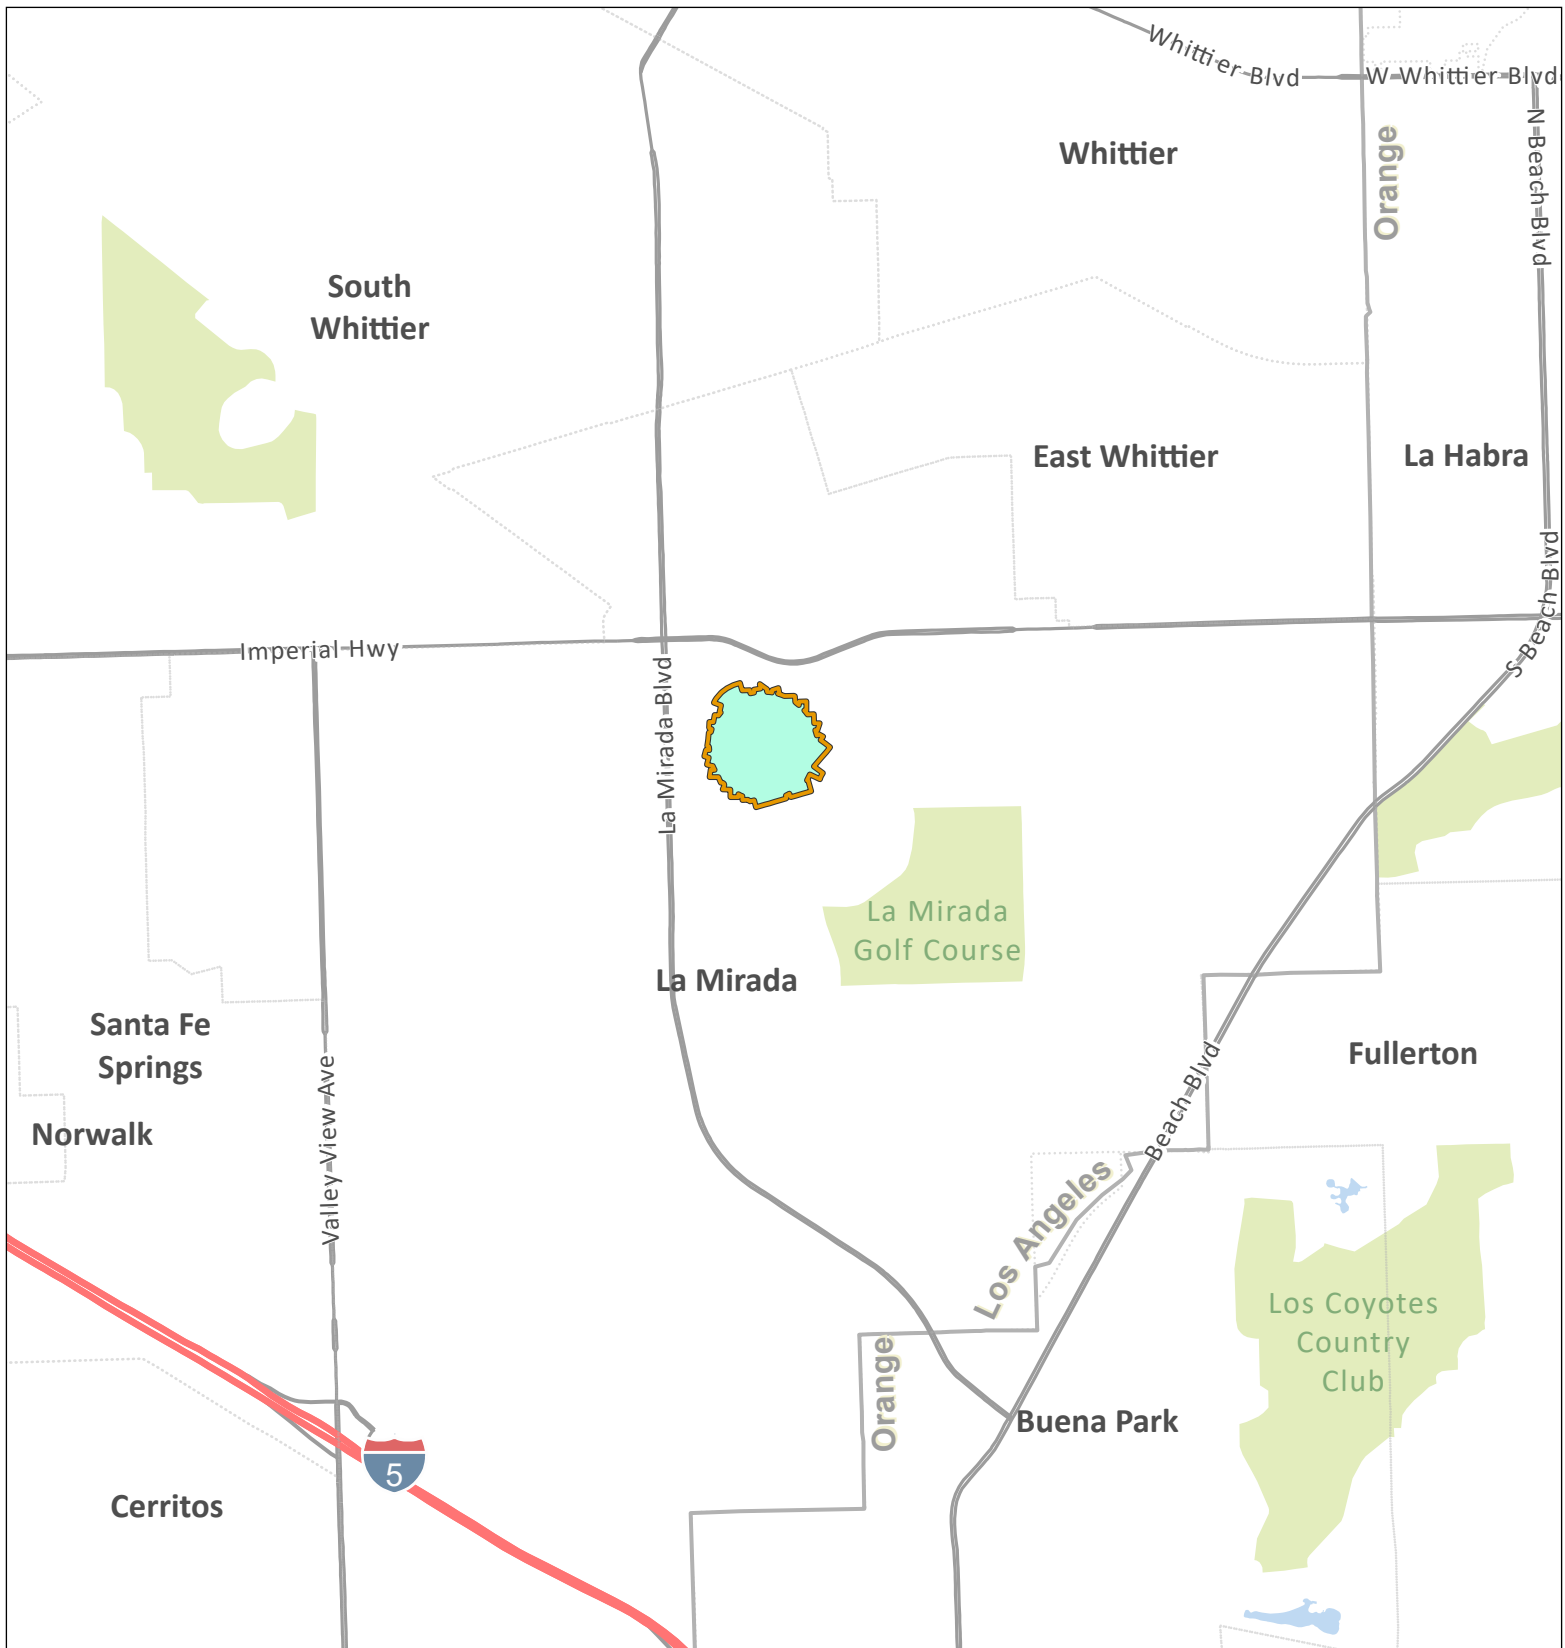 Whittier Blvd
W Whittier Blvd
N Beach Blvd
Orange
Whittier
South
Whittier
East Whittier
La Habra
S Beach Blvd
Imperial Hwy
La Mirada Blvd
La Mirada
Golf Course
La Mirada
Santa Fe
Springs
Norwalk
Valley View Ave
Fullerton
Beach Blvd
Los Angeles
Orange
Los Coyotes
Country
Club
Buena Park
5
Cerritos